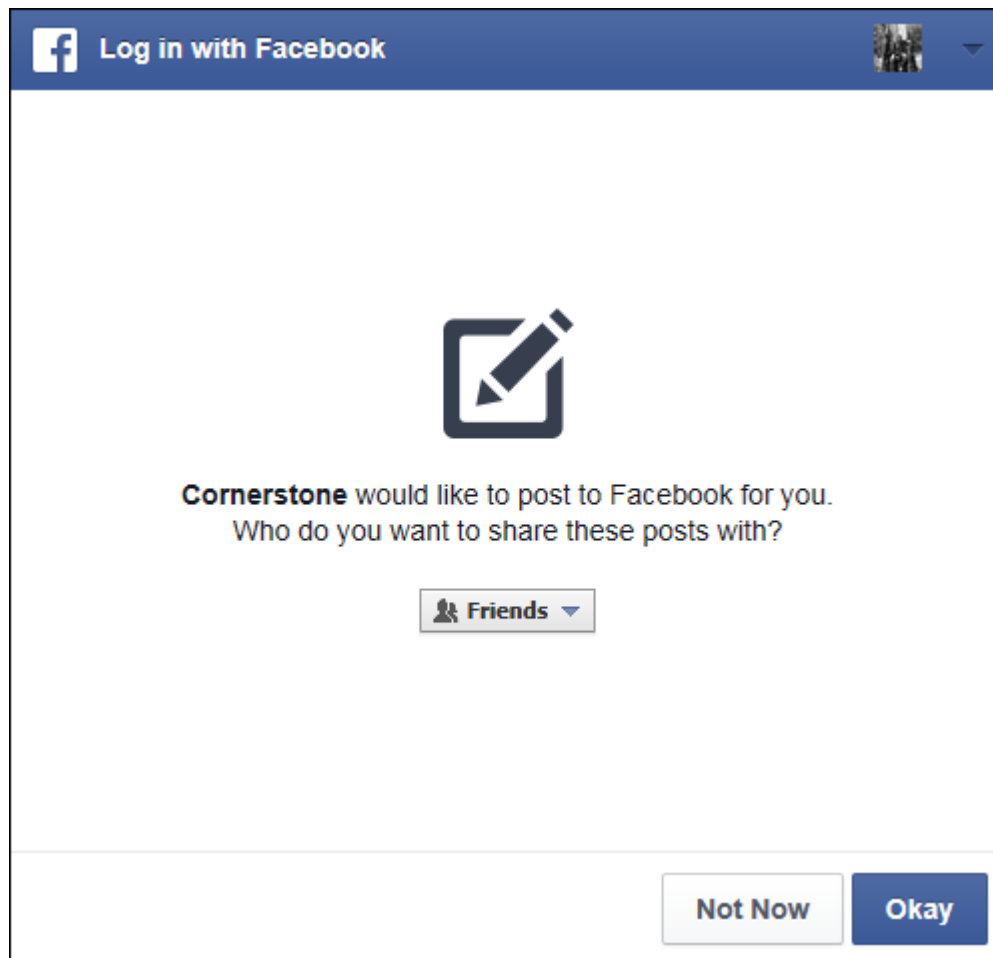 Log in with Facebook
Cornerstone would like to post to Facebook for you.
Who do you want to share these posts with?
Friends
Not Now
Okay